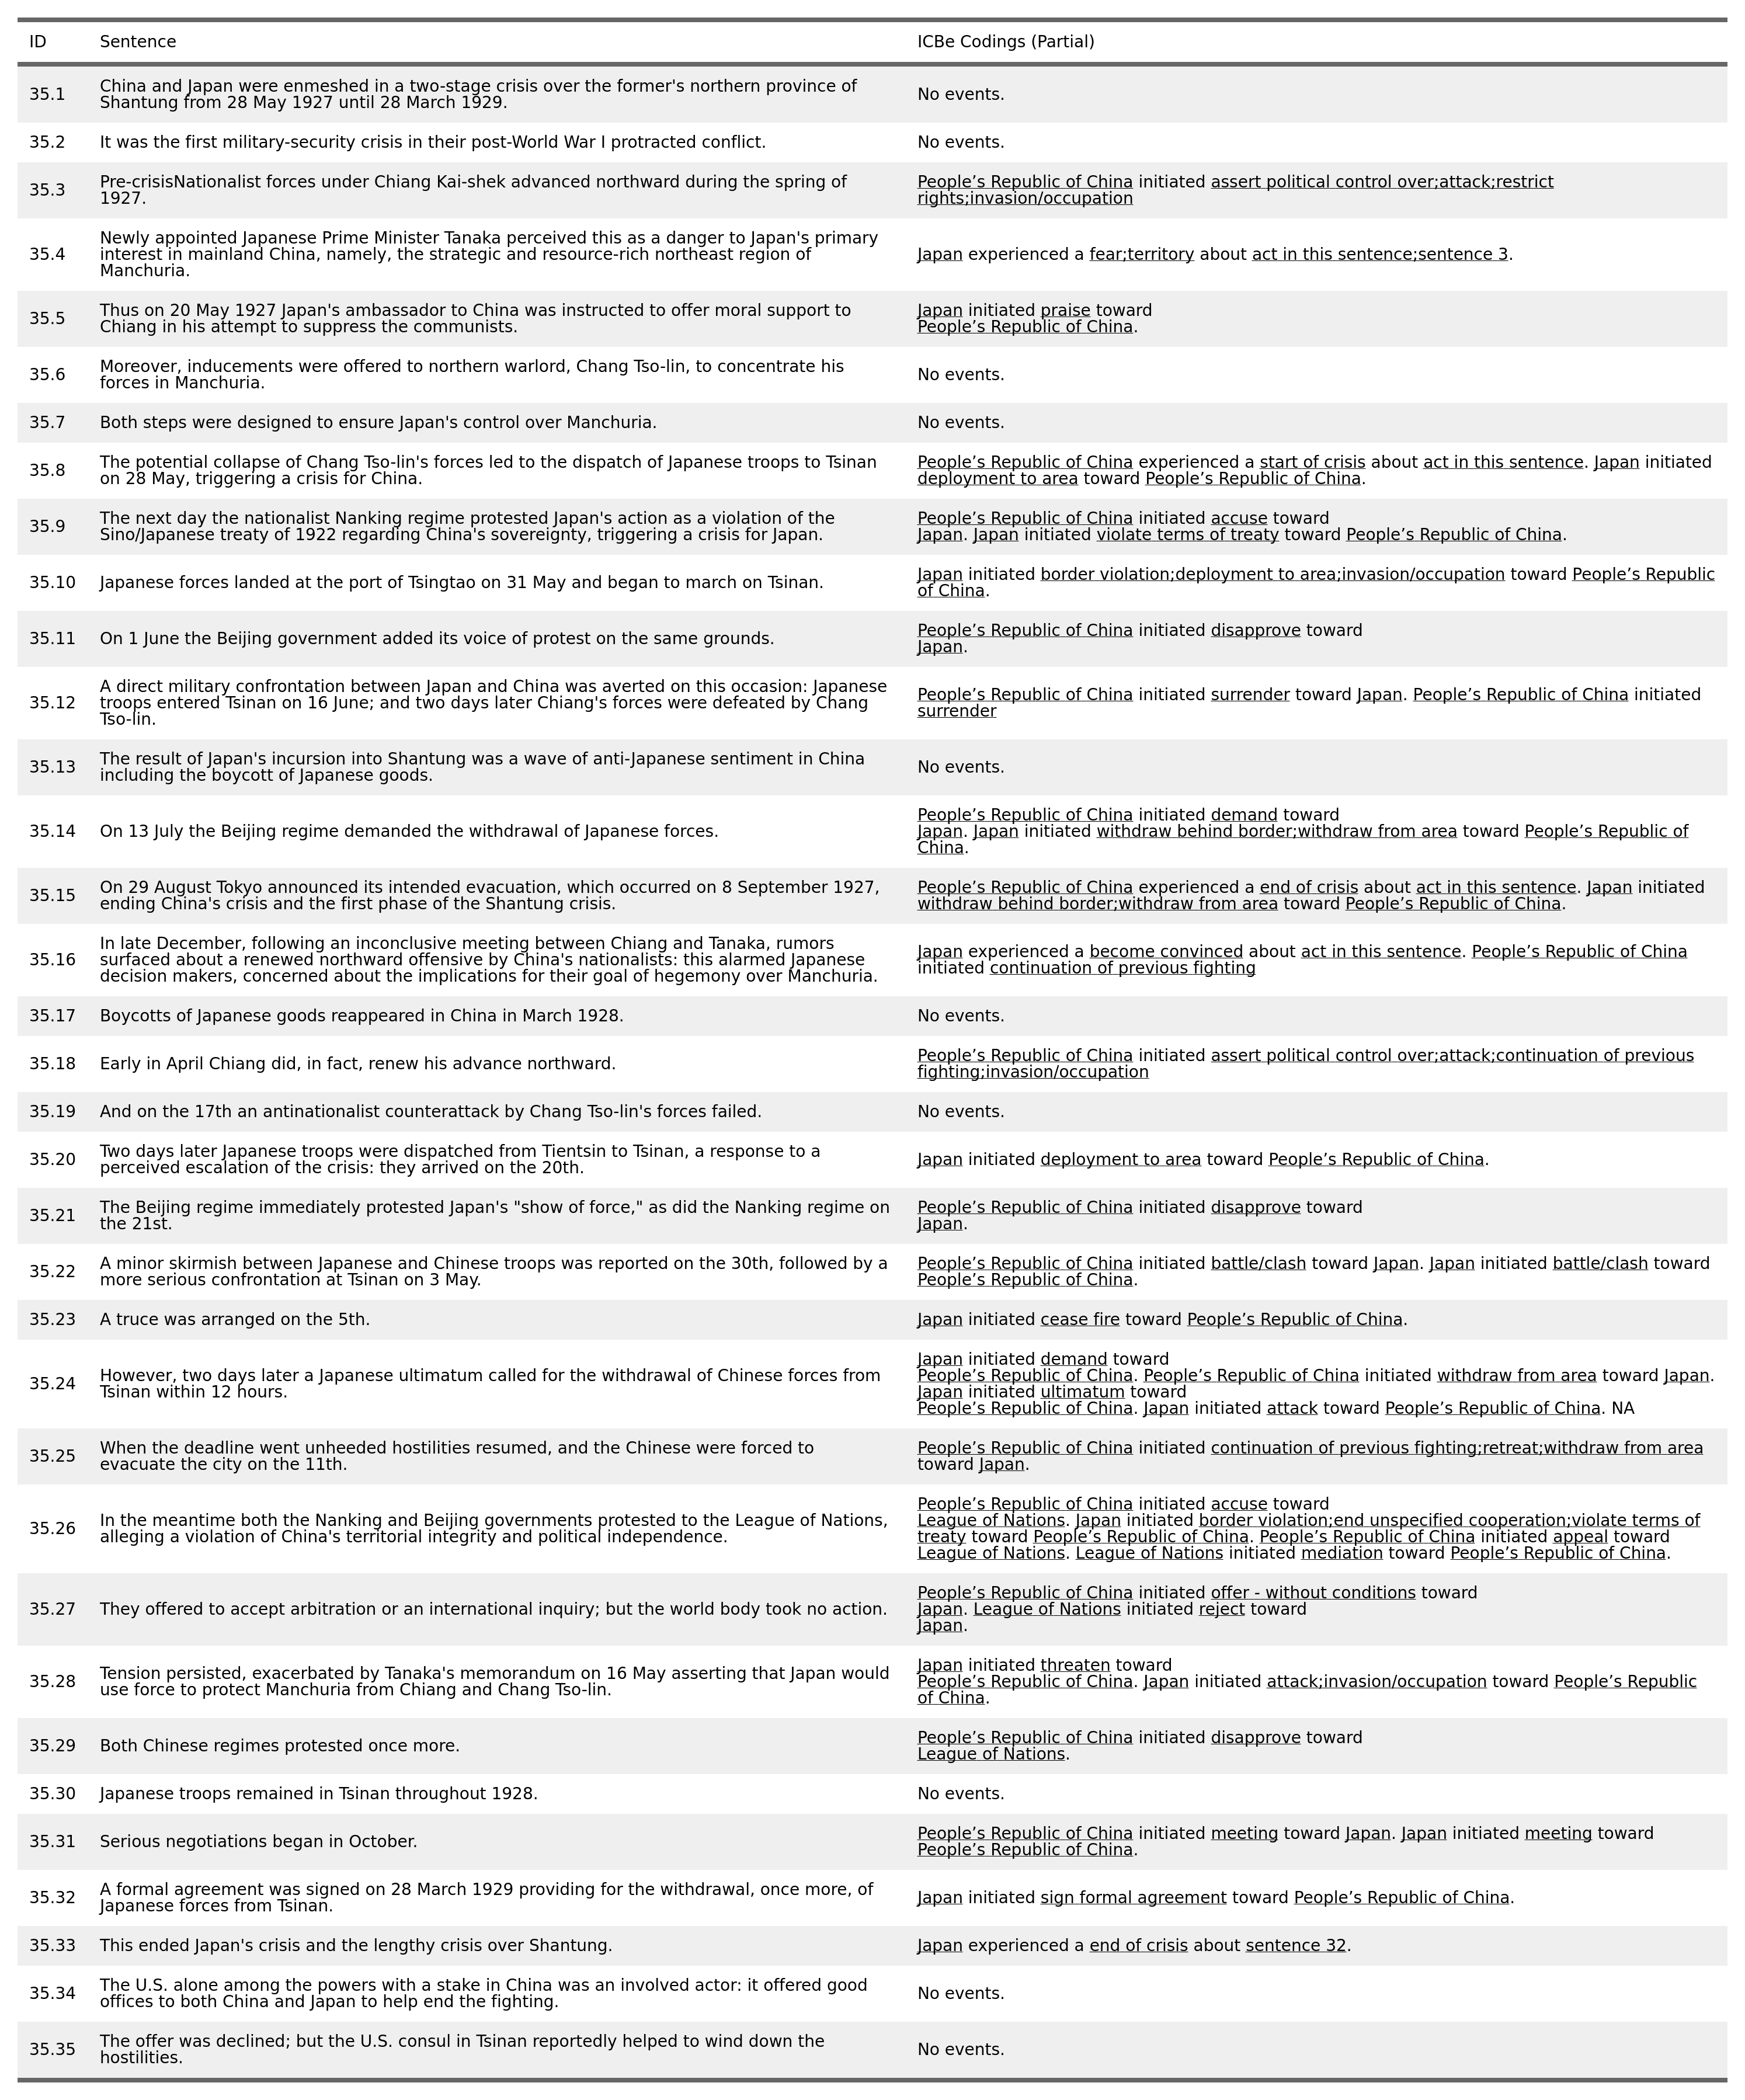 ID Sentence ICBe Codings (Partial)
35.1 China and Japan were enmeshed in a two-stage crisis over the former's northern province of
Shantung from 28 May 1927 until 28 March 1929.
No events.
35.2 It was the first military-security crisis in their post-World War I protracted conflict. No events.
35.3 Pre-crisisNationalist forces under Chiang Kai-shek advanced northward during the spring of
1927.
People’s Republic of China initiated assert political control over;attack;restrict
rights;invasion/occupation
35.4 Newly appointed Japanese Prime Minister Tanaka perceived this as a danger to Japan's primary
interest in mainland China, namely, the strategic and resource-rich northeast region of
Manchuria.
Japan experienced a fear;territory about act in this sentence;sentence 3.
35.5 Thus on 20 May 1927 Japan's ambassador to China was instructed to offer moral support to
Chiang in his attempt to suppress the communists.
Japan initiated praise toward
People’s Republic of China.
35.6 Moreover, inducements were offered to northern warlord, Chang Tso-lin, to concentrate his
forces in Manchuria.
No events.
35.7 Both steps were designed to ensure Japan's control over Manchuria. No events.
35.8 The potential collapse of Chang Tso-lin's forces led to the dispatch of Japanese troops to Tsinan
on 28 May, triggering a crisis for China.
People’s Republic of China experienced a start of crisis about act in this sentence. Japan initiated
deployment to area toward People’s Republic of China.
35.9 The next day the nationalist Nanking regime protested Japan's action as a violation of the
Sino/Japanese treaty of 1922 regarding China's sovereignty, triggering a crisis for Japan.
People’s Republic of China initiated accuse toward
Japan. Japan initiated violate terms of treaty toward People’s Republic of China.
35.10 Japanese forces landed at the port of Tsingtao on 31 May and began to march on Tsinan.
Japan initiated border violation;deployment to area;invasion/occupation toward People’s Republic
of China.
35.11 On 1 June the Beijing government added its voice of protest on the same grounds.
People’s Republic of China initiated disapprove toward
Japan.
35.12 A direct military confrontation between Japan and China was averted on this occasion: Japanese
troops entered Tsinan on 16 June; and two days later Chiang's forces were defeated by Chang
Tso-lin.
People’s Republic of China initiated surrender toward Japan. People’s Republic of China initiated
surrender
35.13 The result of Japan's incursion into Shantung was a wave of anti-Japanese sentiment in China
including the boycott of Japanese goods.
No events.
35.14 On 13 July the Beijing regime demanded the withdrawal of Japanese forces.
People’s Republic of China initiated demand toward
Japan. Japan initiated withdraw behind border;withdraw from area toward People’s Republic of
China.
35.15 On 29 August Tokyo announced its intended evacuation, which occurred on 8 September 1927,
ending China's crisis and the first phase of the Shantung crisis.
People’s Republic of China experienced a end of crisis about act in this sentence. Japan initiated
withdraw behind border;withdraw from area toward People’s Republic of China.
35.16 In late December, following an inconclusive meeting between Chiang and Tanaka, rumors
surfaced about a renewed northward offensive by China's nationalists: this alarmed Japanese
decision makers, concerned about the implications for their goal of hegemony over Manchuria.
Japan experienced a become convinced about act in this sentence. People’s Republic of China
initiated continuation of previous fighting
35.17 Boycotts of Japanese goods reappeared in China in March 1928. No events.
35.18 Early in April Chiang did, in fact, renew his advance northward.
People’s Republic of China initiated assert political control over;attack;continuation of previous
fighting;invasion/occupation
35.19 And on the 17th an antinationalist counterattack by Chang Tso-lin's forces failed. No events.
35.20 Two days later Japanese troops were dispatched from Tientsin to Tsinan, a response to a
perceived escalation of the crisis: they arrived on the 20th.
Japan initiated deployment to area toward People’s Republic of China.
35.21 The Beijing regime immediately protested Japan's "show of force," as did the Nanking regime on
the 21st.
People’s Republic of China initiated disapprove toward
Japan.
35.22 A minor skirmish between Japanese and Chinese troops was reported on the 30th, followed by a
more serious confrontation at Tsinan on 3 May.
People’s Republic of China initiated battle/clash toward Japan. Japan initiated battle/clash toward
People’s Republic of China.
35.23 A truce was arranged on the 5th. Japan initiated cease fire toward People’s Republic of China.
35.24 However, two days later a Japanese ultimatum called for the withdrawal of Chinese forces from
Tsinan within 12 hours.
Japan initiated demand toward
People’s Republic of China. People’s Republic of China initiated withdraw from area toward Japan.
Japan initiated ultimatum toward
People’s Republic of China. Japan initiated attack toward People’s Republic of China. NA
35.25 When the deadline went unheeded hostilities resumed, and the Chinese were forced to
evacuate the city on the 11th.
People’s Republic of China initiated continuation of previous fighting;retreat;withdraw from area
toward Japan.
35.26 In the meantime both the Nanking and Beijing governments protested to the League of Nations,
alleging a violation of China's territorial integrity and political independence.
People’s Republic of China initiated accuse toward
League of Nations. Japan initiated border violation;end unspecified cooperation;violate terms of
treaty toward People’s Republic of China. People’s Republic of China initiated appeal toward
League of Nations. League of Nations initiated mediation toward People’s Republic of China.
35.27 They offered to accept arbitration or an international inquiry; but the world body took no action.
People’s Republic of China initiated offer - without conditions toward
Japan. League of Nations initiated reject toward
Japan.
35.28 Tension persisted, exacerbated by Tanaka's memorandum on 16 May asserting that Japan would
use force to protect Manchuria from Chiang and Chang Tso-lin.
Japan initiated threaten toward
People’s Republic of China. Japan initiated attack;invasion/occupation toward People’s Republic
of China.
35.29 Both Chinese regimes protested once more.
People’s Republic of China initiated disapprove toward
League of Nations.
35.30 Japanese troops remained in Tsinan throughout 1928. No events.
35.31 Serious negotiations began in October.
People’s Republic of China initiated meeting toward Japan. Japan initiated meeting toward
People’s Republic of China.
35.32 A formal agreement was signed on 28 March 1929 providing for the withdrawal, once more, of
Japanese forces from Tsinan.
Japan initiated sign formal agreement toward People’s Republic of China.
35.33 This ended Japan's crisis and the lengthy crisis over Shantung. Japan experienced a end of crisis about sentence 32.
35.34 The U.S. alone among the powers with a stake in China was an involved actor: it offered good
offices to both China and Japan to help end the fighting.
No events.
35.35 The offer was declined; but the U.S. consul in Tsinan reportedly helped to wind down the
hostilities.
No events.